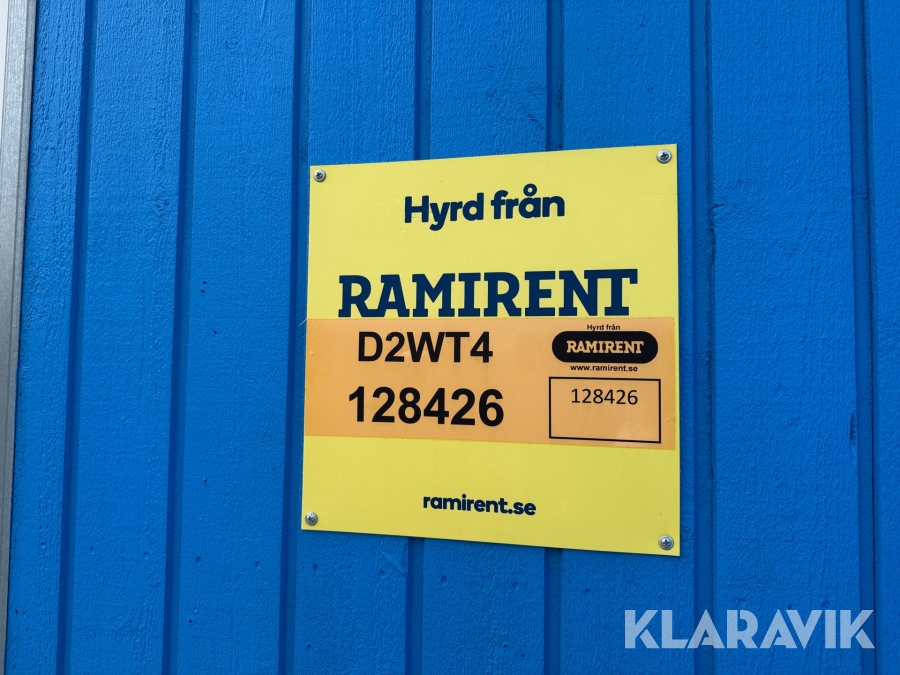 Hyrd från
RAMIRENT
D2WT4
128426
Hyrd från
RAMIRENT
www.ramirent.se
128426
ramirent.se
KLARAVIK